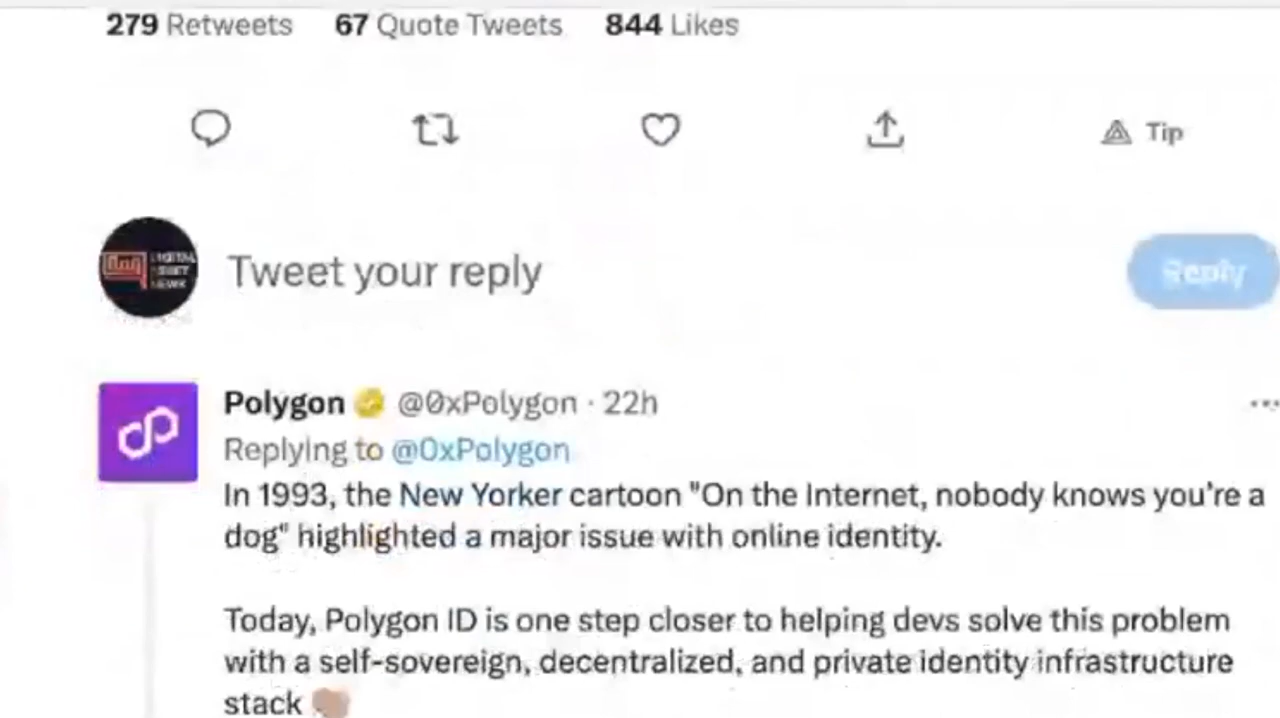 279 Retweets 67 Quote Tweets 844 Likes
Tip
DIGITAL
ASSET
NEWS
Tweet your reply
Reply
Polygon @0xPolygon · 22h
Replying to @0xPolygon
In 1993, the New Yorker cartoon "On the Internet, nobody knows you're a
dog" highlighted a major issue with online identity.
Today, Polygon ID is one step closer to helping devs solve this problem
with a self-sovereign, decentralized, and private identity infrastructure
stack